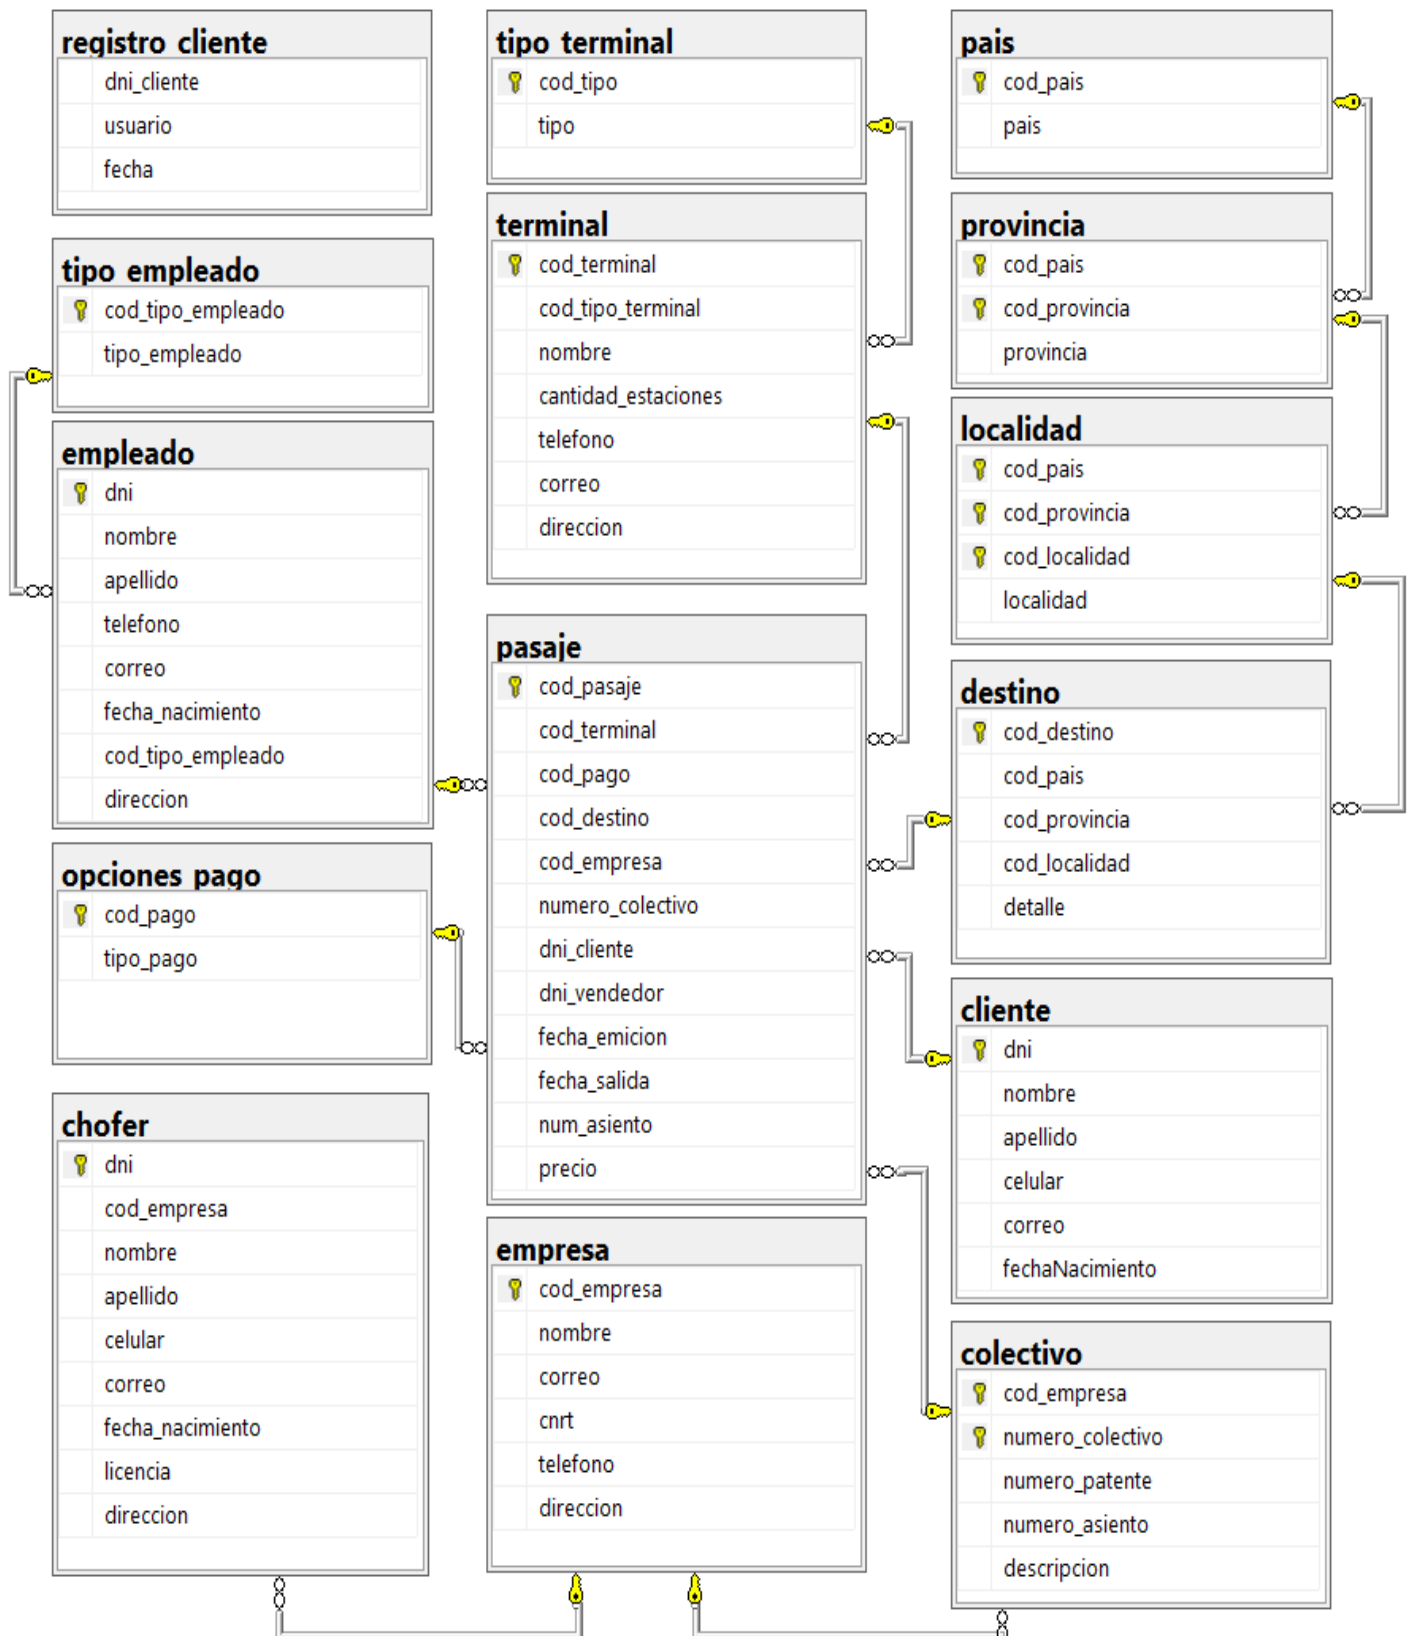 registro cliente
dni_cliente
usuario
fecha
tipo empleado
cod_tipo_empleado
tipo_empleado
empleado
dni
nombre
apellido
telefono
correo
fecha_nacimiento
cod_tipo_empleado
direccion
opciones pago
cod_pago
tipo_pago
chofer
dni
cod_empresa
nombre
apellido
celular
correo
fecha_nacimiento
licencia
direccion
tipo terminal
cod_tipo
tipo
terminal
cod_terminal
cod_tipo_terminal
nombre
cantidad_estaciones
telefono
correo
direccion
pasaje
cod_pasaje
cod_terminal
cod_pago
cod_destino
cod_empresa
numero_colectivo
dni_cliente
dni_vendedor
fecha_emicion
fecha_salida
num_asiento
precio
empresa
cod_empresa
nombre
correo
cnrt
telefono
direccion
pais
cod_pais
pais
provincia
cod_pais
cod_provincia
provincia
localidad
cod_pais
cod_provincia
cod_localidad
localidad
destino
cod_destino
cod_pais
cod_provincia
cod_localidad
detalle
cliente
dni
nombre
apellido
celular
correo
fechaNacimiento
colectivo
cod_empresa
numero_colectivo
numero_patente
numero_asiento
descripcion